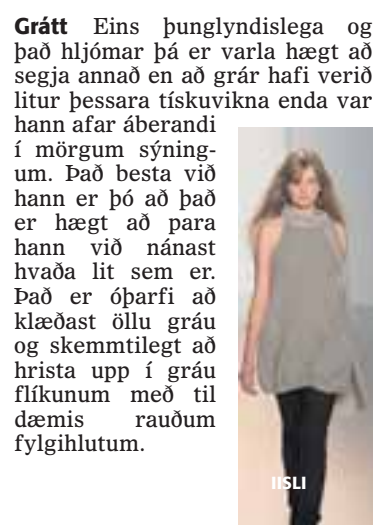 Grátt Eins þunglyndislega og
það hljómar þá er varla hægt að
segja annað en að grár hafi verið
litur þessara tískuvikna enda var
hann afar áberandi
í mörgum sýning-
um. Það besta við
hann er þó að það
er hægt að para
hann við nánast
hvaða lit sem er.
Það er óþarfi að
klæðast öllu gráu
og skemmtilegt að
hrista upp í gráu
flíkunum með til
dæmis rauðum
fylgihlutum.
IISLI